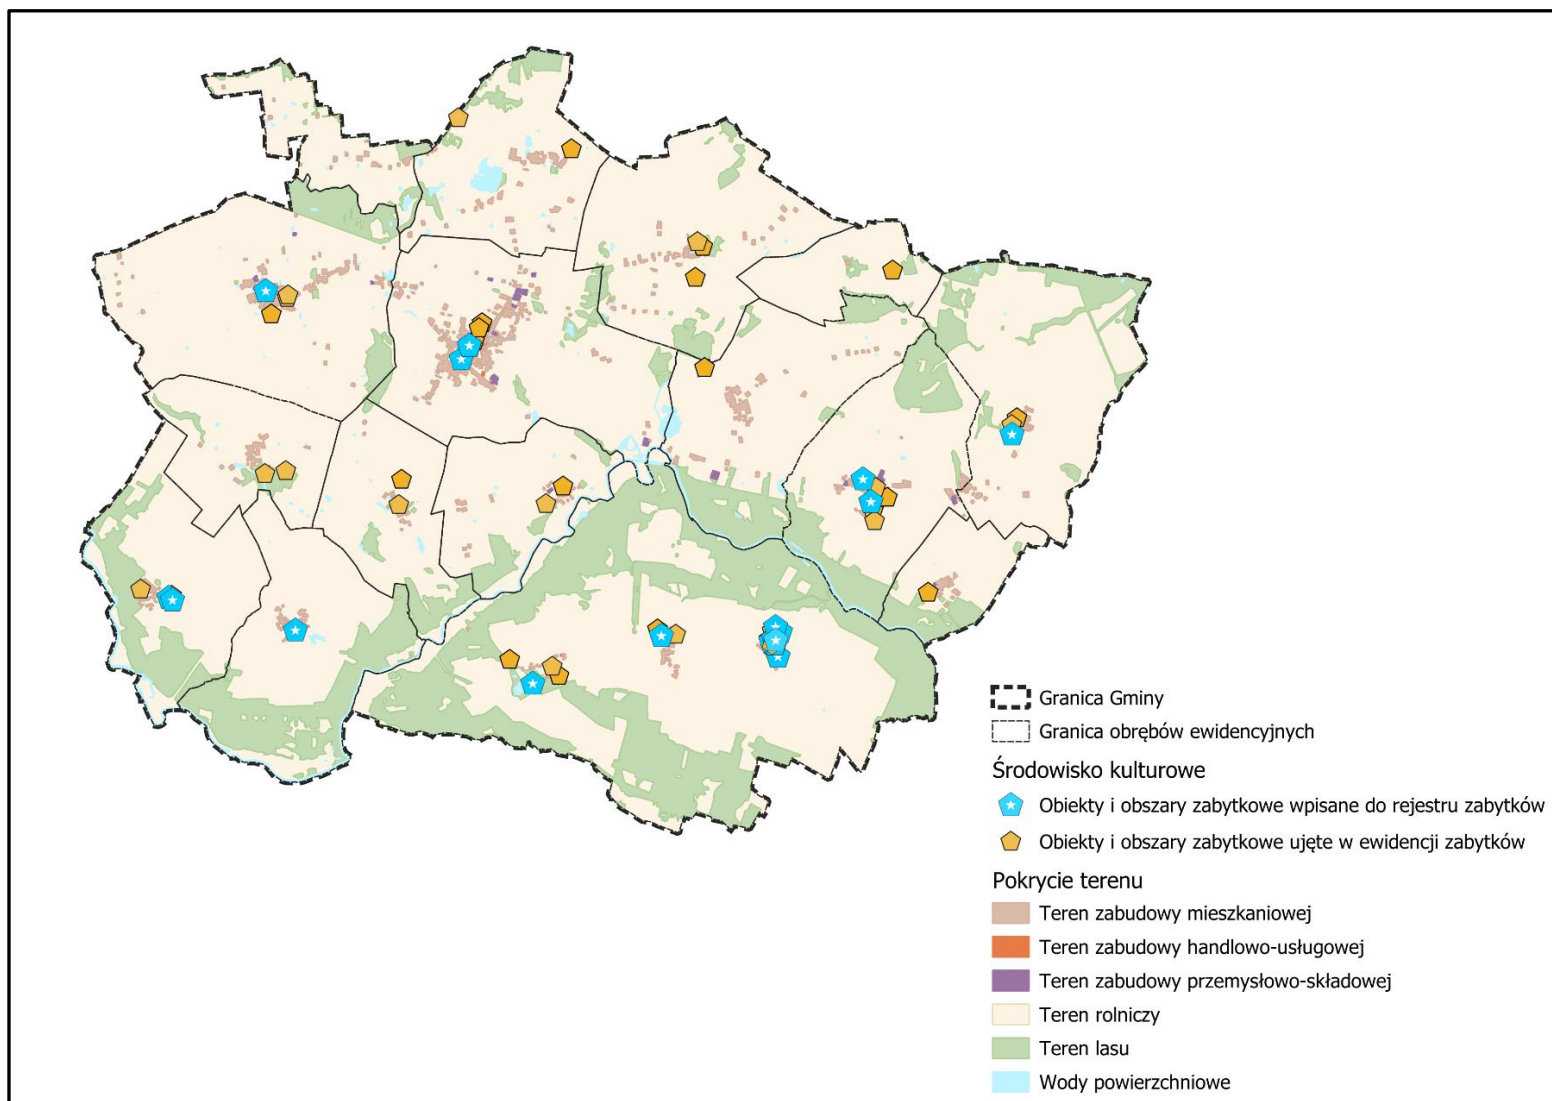 Granica Gminy
Granica obrębów ewidencyjnych
Środowisko kulturowe
Obiekty i obszary zabytkowe wpisane do rejestru zabytków
Obiekty i obszary zabytkowe ujęte w ewidencji zabytków
Pokrycie terenu
Teren zabudowy mieszkaniowej
Teren zabudowy handlowo-usługowej
Teren zabudowy przemysłowo-składowej
Teren rolniczy
Teren lasu
Wody powierzchniowe